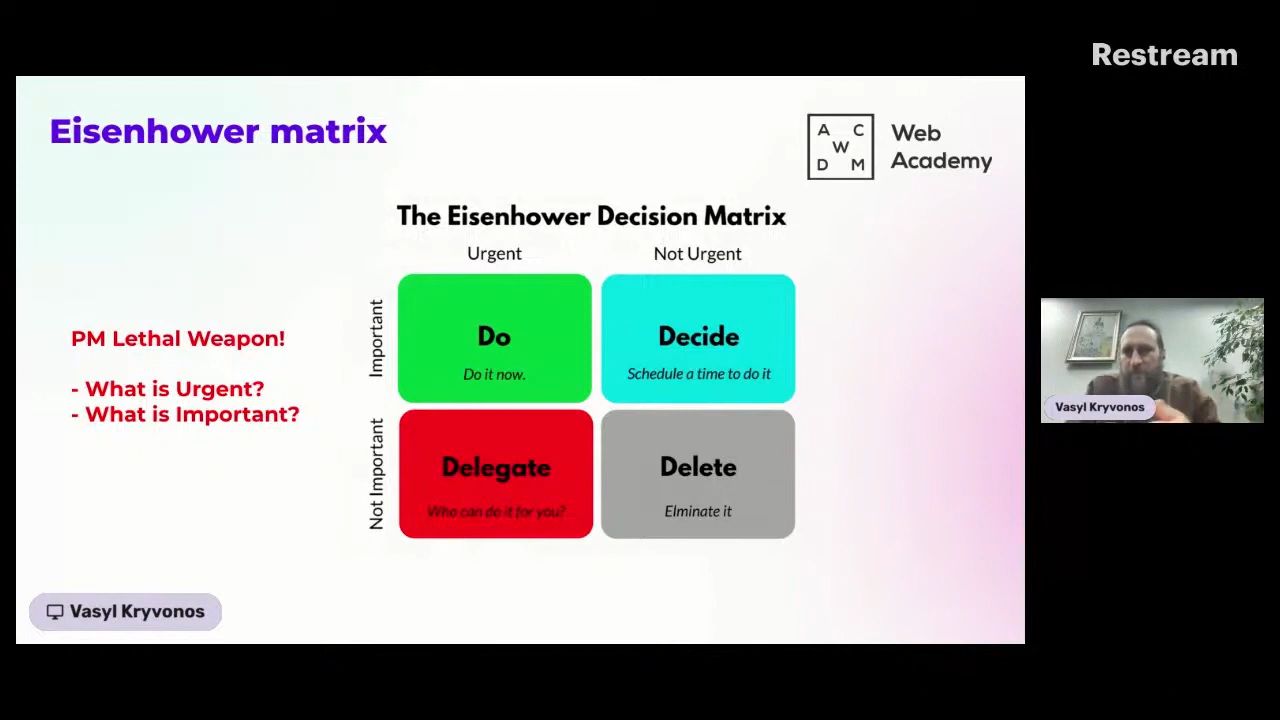 Restream
Eisenhower matrix
A C
W
D M
Web
Academy
The Eisenhower Decision Matrix
Urgent
Not Urgent
Important
Do
Do it now.
Decide
Schedule a time to do it
Not Important
Delegate
Who can do it for you?
Delete
Elminate it
PM Lethal Weapon!
- What is Urgent?
- What is Important?
Vasyl Kryvonos
Vasyl Kryvonos